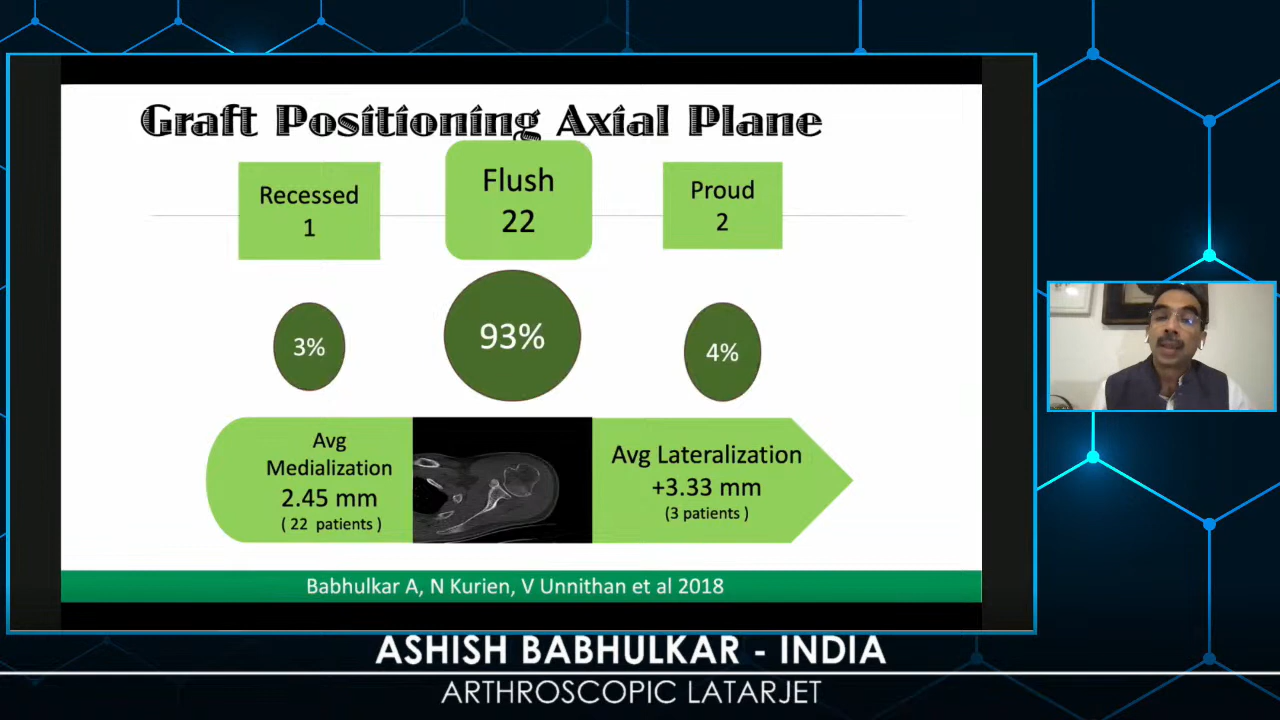 Graft Positioning Axial Plane
Recessed
1
Flush
22
Proud
2
3%
93%
4%
Avg
Medialization
2.45 mm
( 22 patients )
Avg Lateralization
+3.33 mm
(3 patients )
Babhulkar A, N Kurien, V Unnithan et al 2018
ASHISH BABHULKAR - INDIA
ARTHROSCOPIC LATARJET